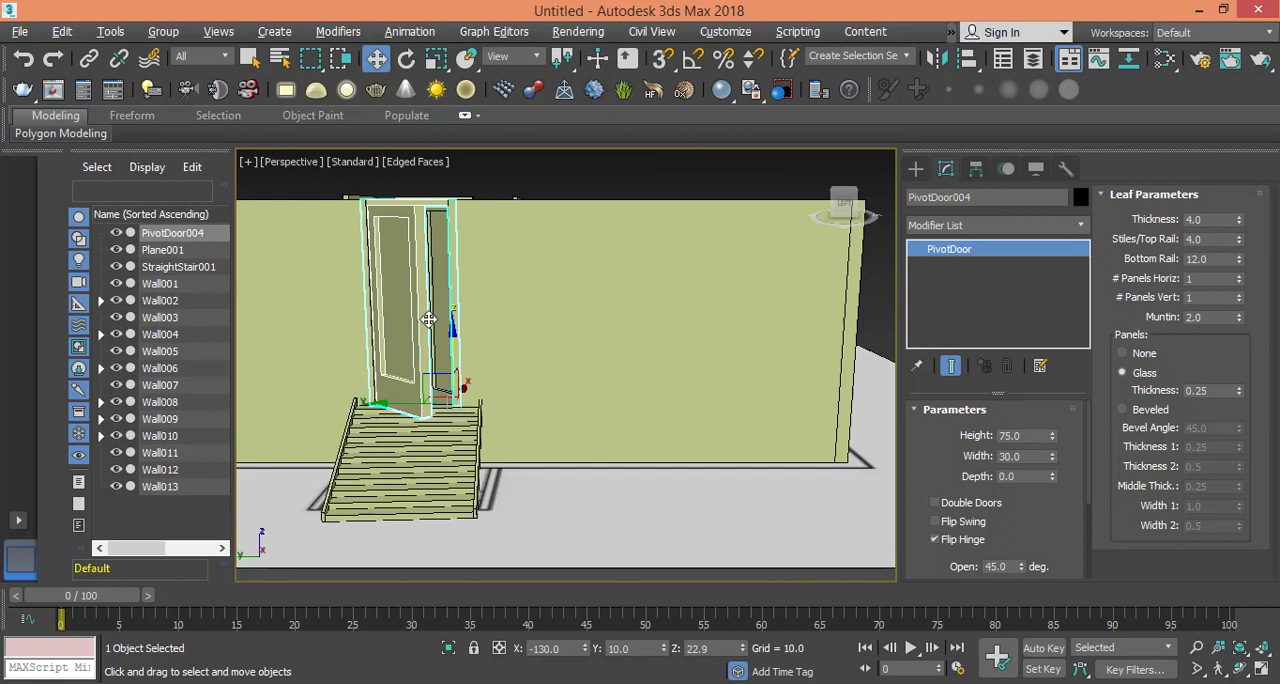 3
Untitled - Autodesk 3ds Max 2018
File Edit Tools Group Views Create Modifiers Animation Graph Editors Rendering Civil View Customize Scripting Content » Sign In Workspaces: Default
All View Create Selection Se
Modeling Freeform Selection Object Paint Populate
Polygon Modeling
Select Display Edit
[+] [Perspective] [Standard] [Edged Faces]
Name (Sorted Ascending)
PivotDoor004
Plane001
StraightStair001
Wall001
Wall002
Wall003
Wall004
Wall005
Wall006
Wall007
Wall008
Wall009
Wall010
Wall011
Wall012
Wall013
Default
LEFT
z
x
y
z
y
x
PivotDoor004
Modifier List
PivotDoor
Parameters
Height: 75.0
Width: 30.0
Depth: 0.0
Double Doors
Flip Swing
Flip Hinge
Open: 45.0 deg.
Leaf Parameters
Thickness: 4.0
Stiles/Top Rail: 4.0
Bottom Rail: 12.0
# Panels Horiz: 1
# Panels Vert: 1
Muntin: 2.0
Panels:
None
Glass
Thickness: 0.25
Beveled
Bevel Angle: 45.0
Thickness 1: 0.25
Thickness 2: 0.5
Middle Thick.: 0.25
Width 1: 1.0
Width 2: 0.5
< 0 / 100 >
0 5 10 15 20 25 30 35 40 45 50 55 60 65 70 75 80 85 90 95 100
1 Object Selected X: -130.0 Y: 10.0 Z: 22.9 Grid = 10.0 Auto Key Selected
MAXScript Mi Click and drag to select and move objects Add Time Tag 0 Set Key Key Filters...